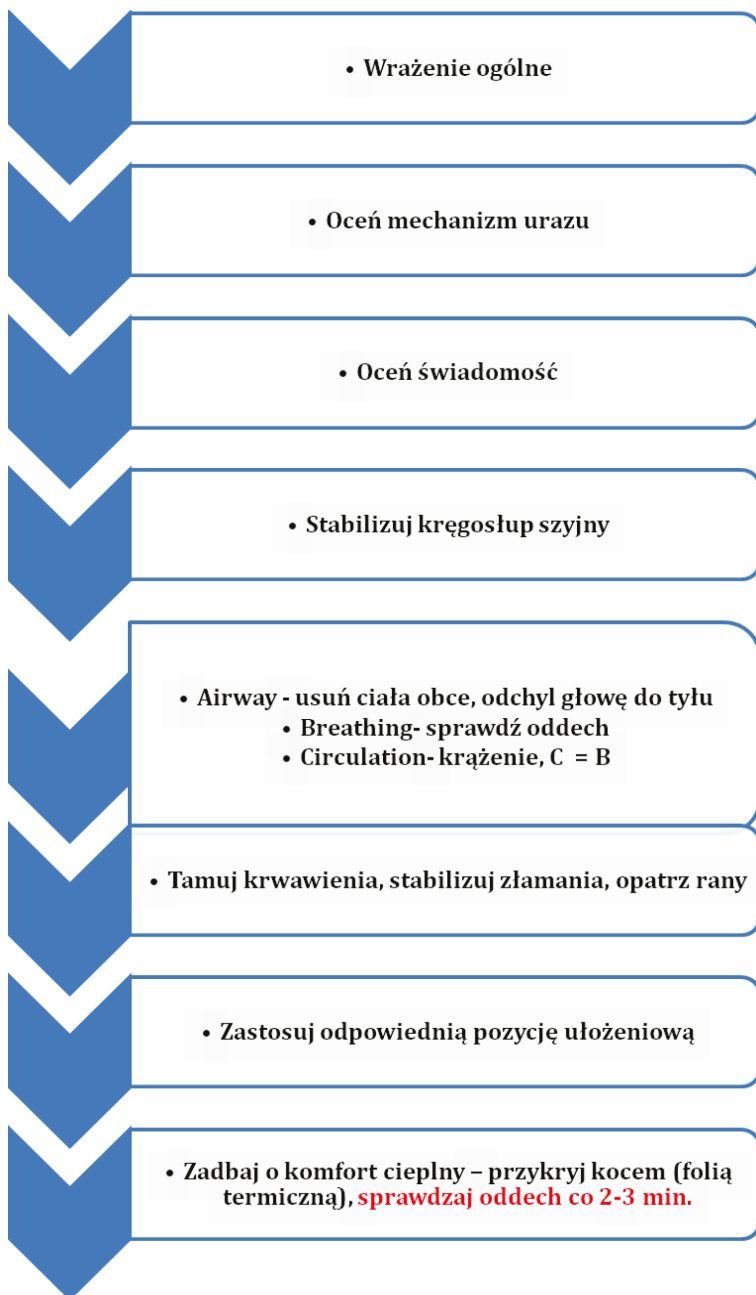 • Wrażenie ogólne
• Oceń mechanizm urazu
• Oceń świadomość
• Stabilizuj kręgosłup szyjny
• Airway - usuń ciała obce, odchyl głowę do tyłu
• Breathing- sprawdź oddech
• Circulation- krążenie, C = B
• Tamuj krwawienia, stabilizuj złamania, opatrz rany
• Zastosuj odpowiednią pozycję ułożeniową
• Zadbaj o komfort cieplny – przykryj kocem (folią
termiczną), sprawdzaj oddech co 2-3 min.